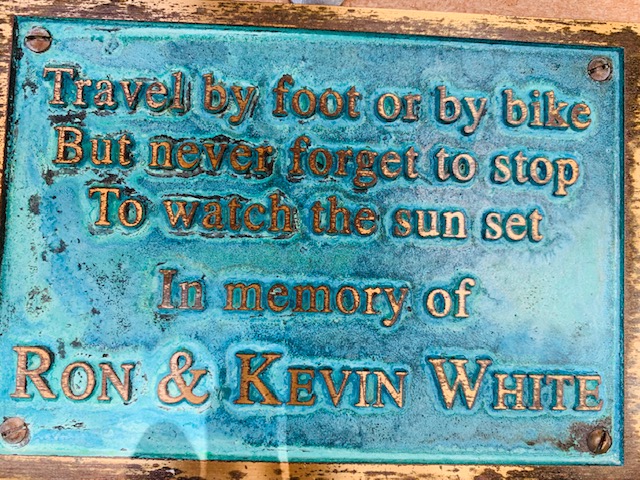 Travel by foot or by bike
But never forget to stop
To watch the sun set
In memory of
RON & KEVIN WHITE